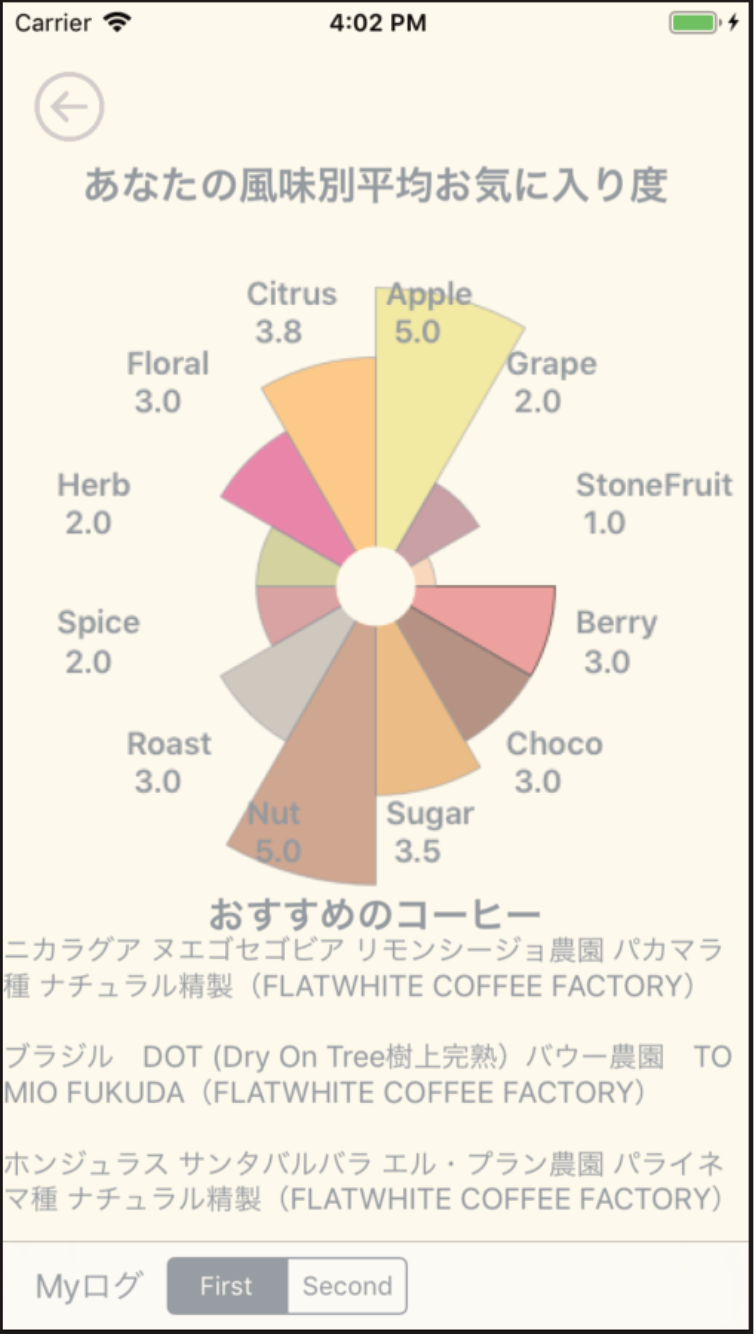 Carrier 4:02 PM
あなたの風味別平均お気に入り度
Citrus
3.8
Apple
5.0
Floral
3.0
Grape
2.0
Herb
2.0
StoneFruit
1.0
Spice
2.0
Berry
3.0
Roast
3.0
Choco
3.0
Nut
5.0
Sugar
3.5
おすすめのコーヒー
ニカラグア ヌエゴセゴビア リモンシージョ農園 パカマラ
種 ナチュラル精製（FLATWHITE COFFEE FACTORY）
ブラジル　DOT (Dry On Tree樹上完熟）バウー農園　TO
MIO FUKUDA（FLATWHITE COFFEE FACTORY）
ホンジュラス サンタバルバラ エル・プラン農園 パライネ
マ種 ナチュラル精製（FLATWHITE COFFEE FACTORY）
Myログ First Second